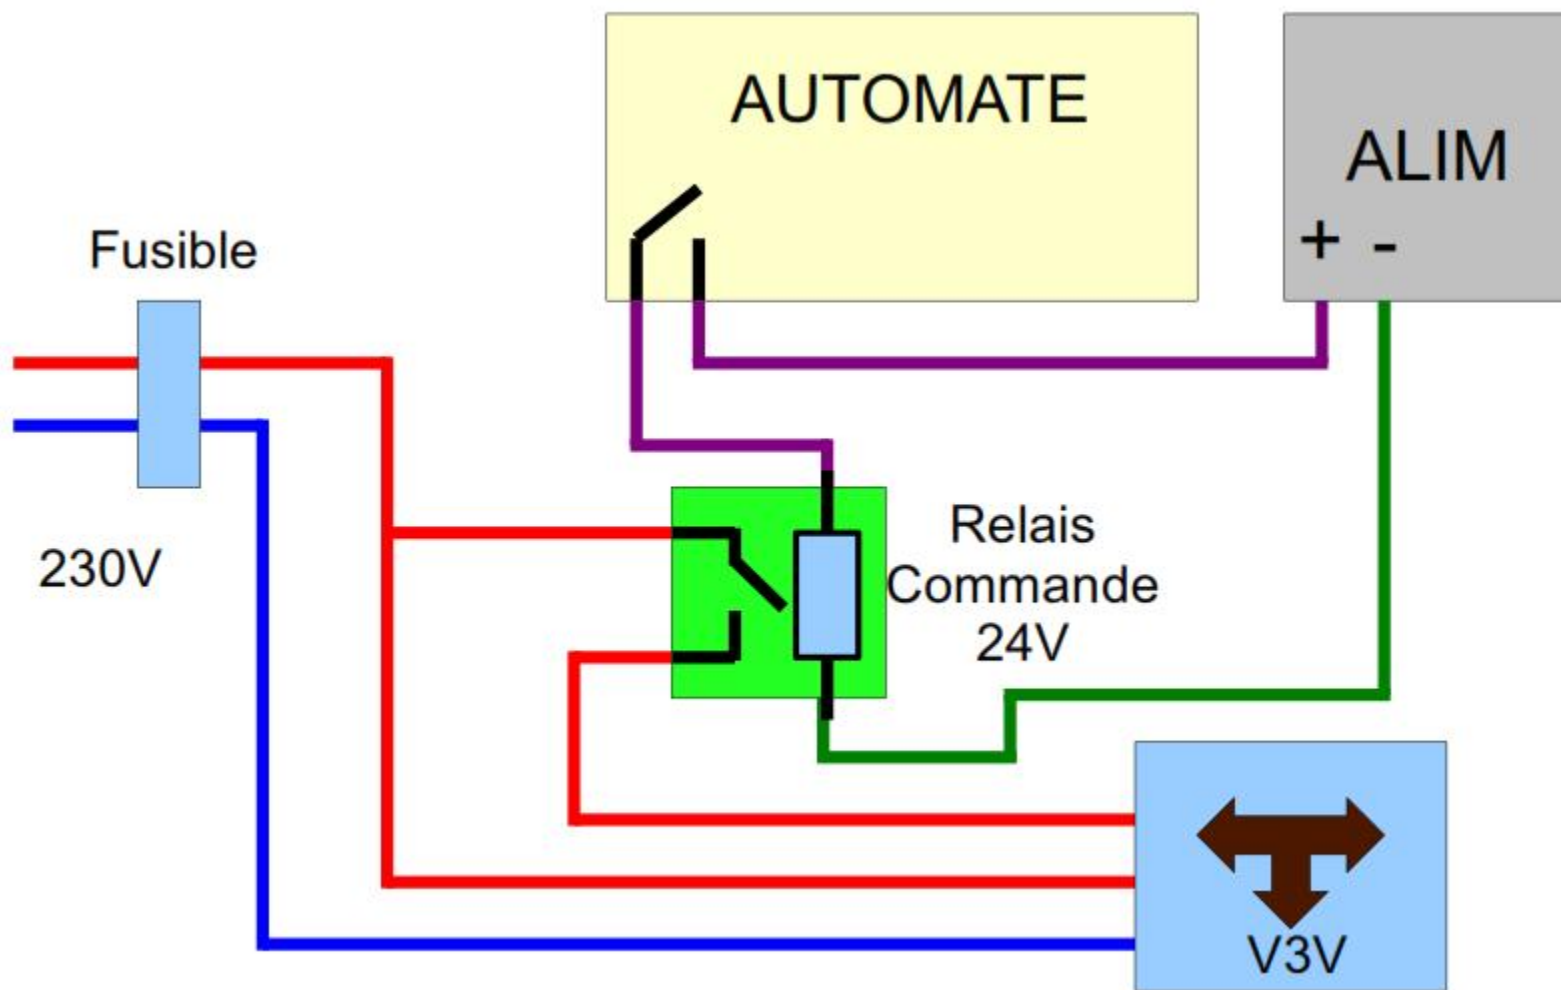 AUTOMATE
ALIM
+ -
Fusible
230V
Relais
Commande
24V
V3V